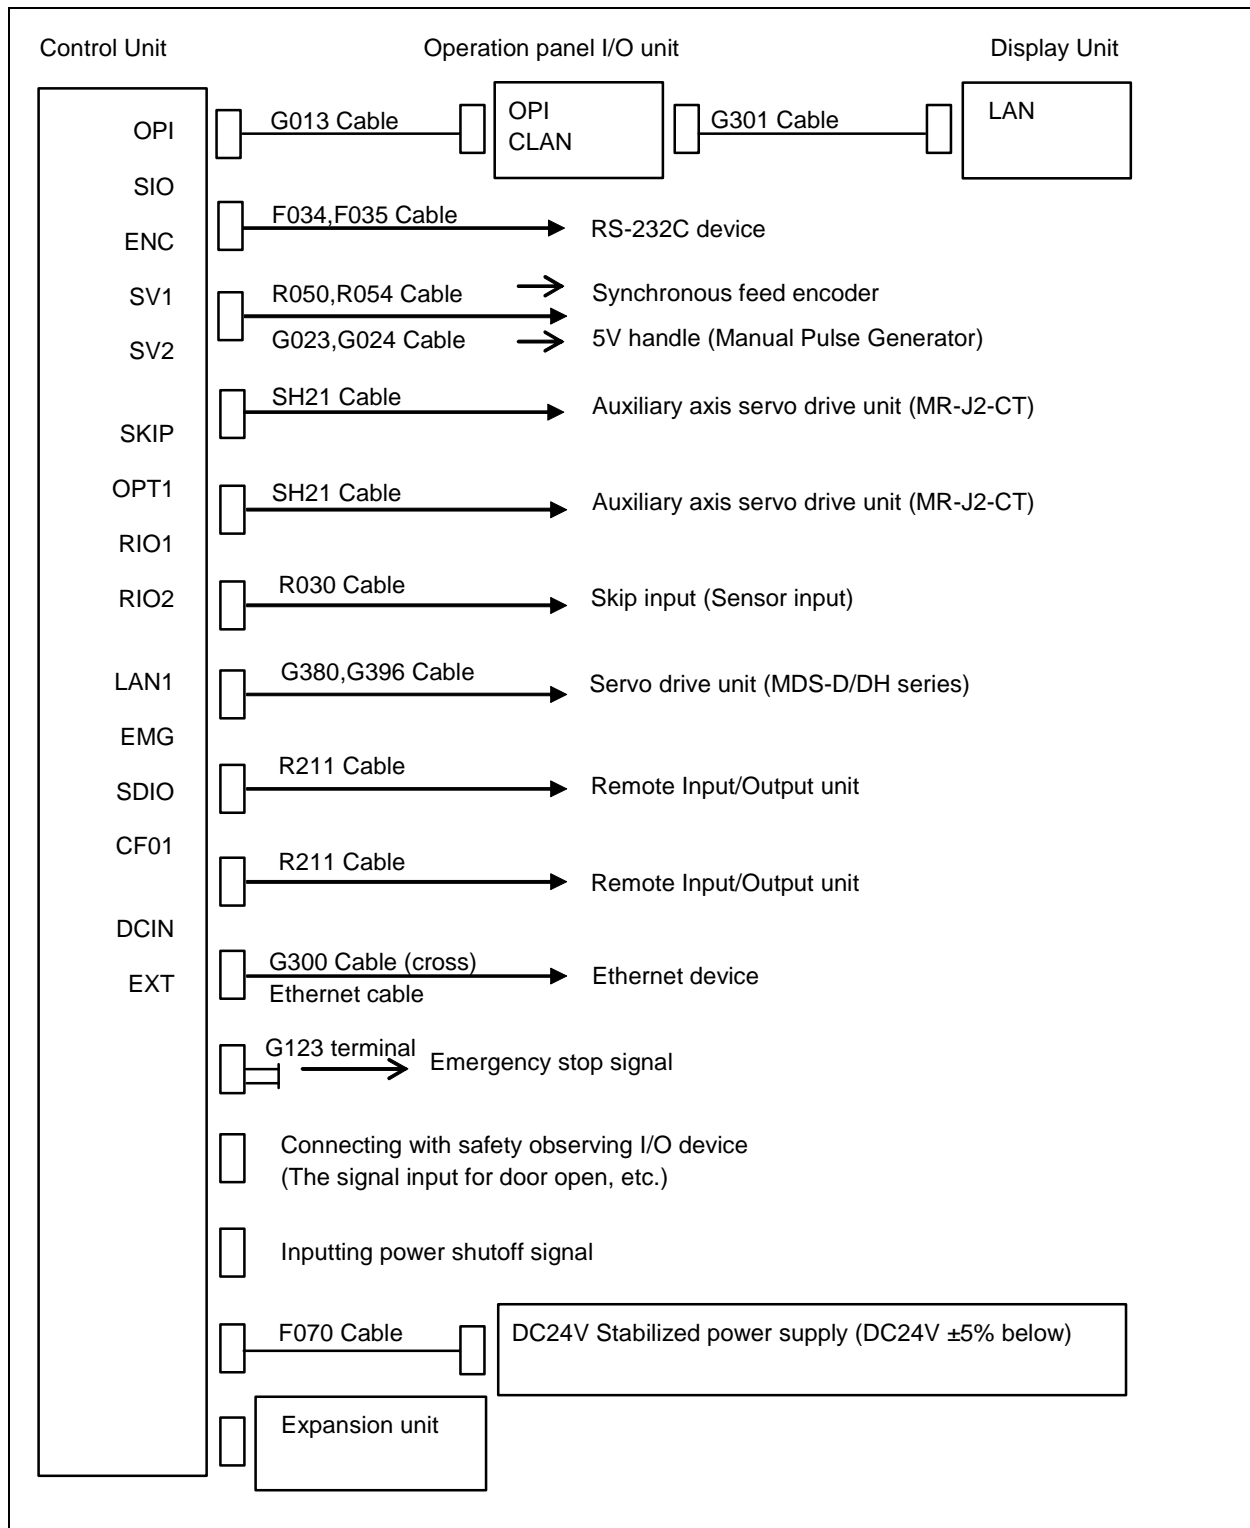 Control Unit
Operation panel I/O unit
Display Unit
OPI
SIO
ENC
SV1
SV2
SKIP
OPT1
RIO1
RIO2
LAN1
EMG
SDIO
CF01
DCIN
EXT
G013 Cable
OPI
CLAN
G301 Cable
LAN
F034,F035 Cable
RS-232C device
R050,R054 Cable
Synchronous feed encoder
G023,G024 Cable
5V handle (Manual Pulse Generator)
SH21 Cable
Auxiliary axis servo drive unit (MR-J2-CT)
SH21 Cable
Auxiliary axis servo drive unit (MR-J2-CT)
R030 Cable
Skip input (Sensor input)
G380,G396 Cable
Servo drive unit (MDS-D/DH series)
R211 Cable
Remote Input/Output unit
R211 Cable
Remote Input/Output unit
G300 Cable (cross)
Ethernet cable
Ethernet device
G123 terminal
Emergency stop signal
Connecting with safety observing I/O device
(The signal input for door open, etc.)
Inputting power shutoff signal
F070 Cable
DC24V Stabilized power supply (DC24V ±5% below)
Expansion unit